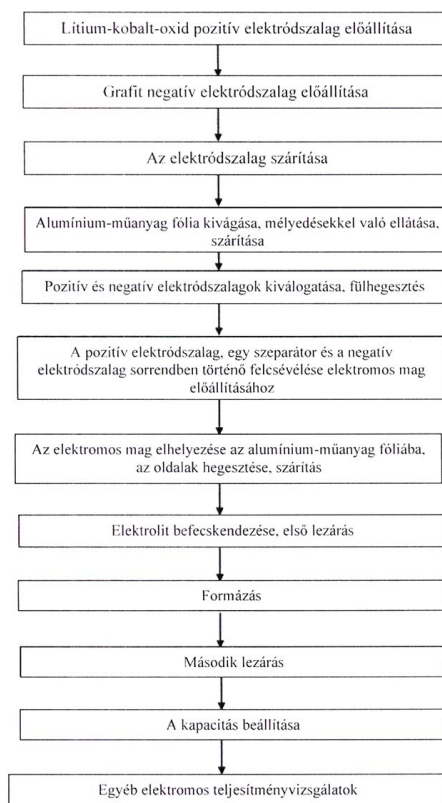 Lítium-kobalt-oxid pozitív elektródszalag előállítása
Grafit negatív elektródszalag előállítása
Az elektródszalag szárítása
Alumínium-műanyag fólia kivágása, mélyedésekkel való ellátása,
szárítása
Pozitív és negatív elektródszalagok kiválogatása, fülhegesztés
A pozitív elektródszalag, egy szeparátor és a negatív
elektródszalag sorrendben történő felcsévélése elektromos mag
előállításához
Az elektromos mag elhelyezése az alumínium-műanyag fóliába,
az oldalak hegesztése, szárítás
Elektrolit befecskendezése, első lezárás
Formázás
Második lezárás
A kapacitás beállítása
Egyéb elektromos teljesítményvizsgálatok